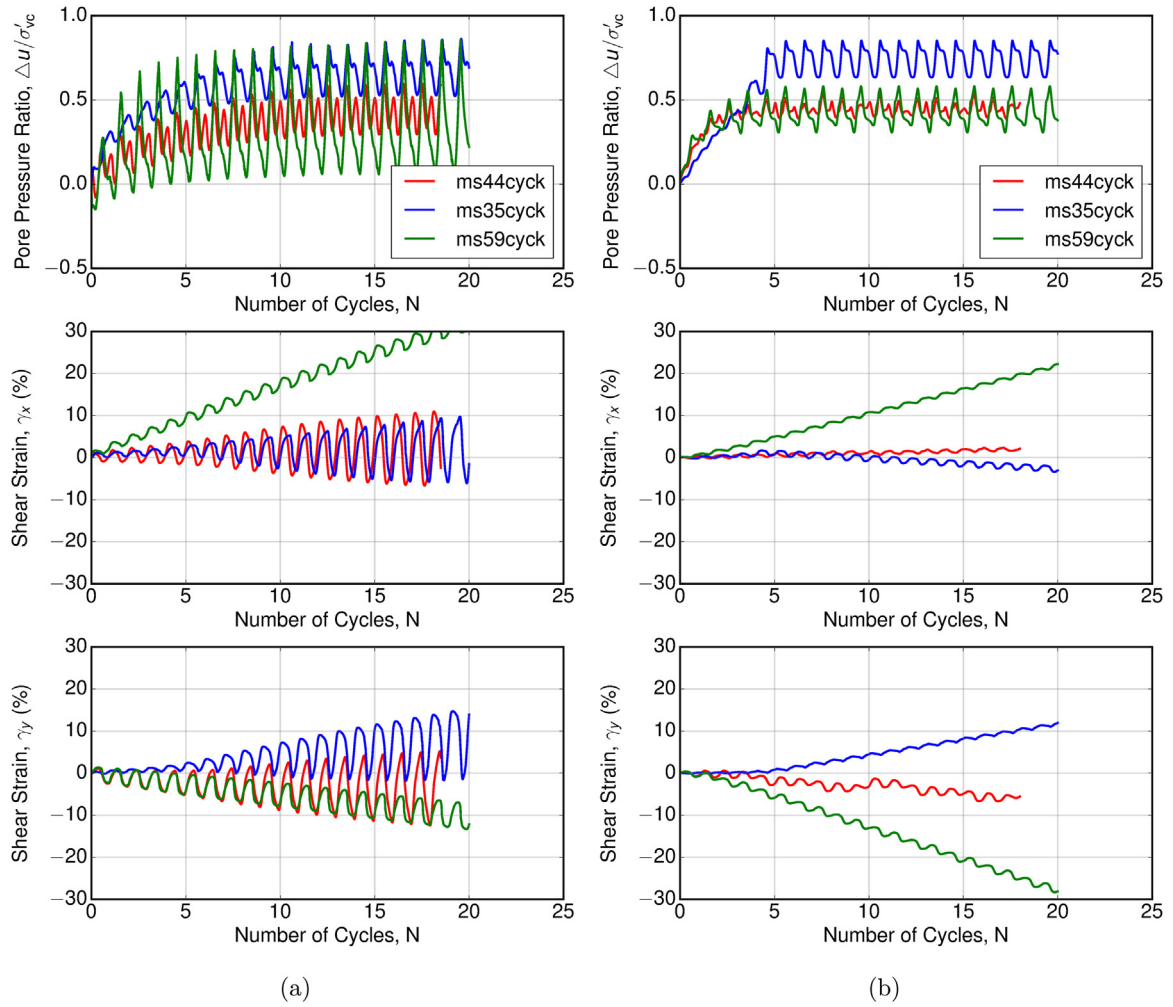 Pore Pressure Ratio, △u/σ′vc
1.0
0.5
0.0
−0.5
ms44cyck
ms35cyck
ms59cyck
0 5 10 15 20 25
Number of Cycles, N
Pore Pressure Ratio, △u/σ′vc
1.0
0.5
0.0
−0.5
ms44cyck
ms35cyck
ms59cyck
0 5 10 15 20 25
Number of Cycles, N
Shear Strain, γx (%)
30
20
10
0
−10
−20
−30
0 5 10 15 20 25
Number of Cycles, N
Shear Strain, γx (%)
30
20
10
0
−10
−20
−30
0 5 10 15 20 25
Number of Cycles, N
Shear Strain, γy (%)
30
20
10
0
−10
−20
−30
0 5 10 15 20 25
Number of Cycles, N
Shear Strain, γy (%)
30
20
10
0
−10
−20
−30
0 5 10 15 20 25
Number of Cycles, N
(a)
(b)